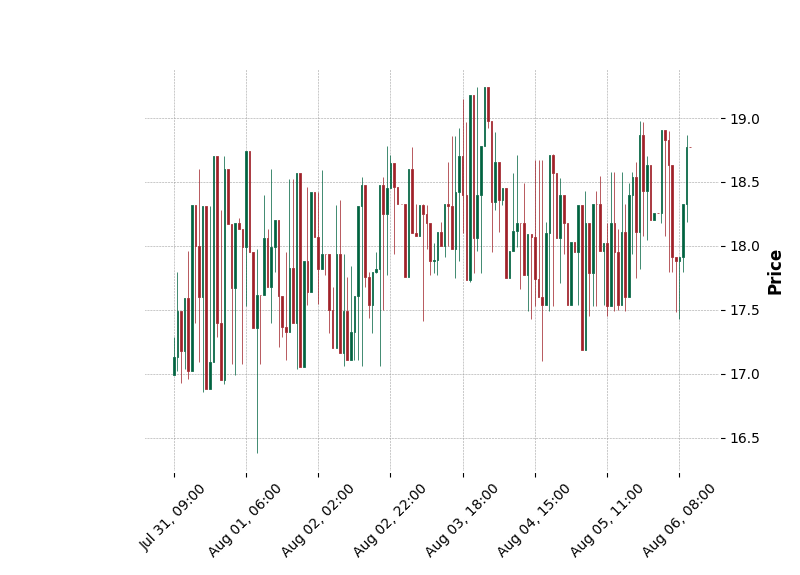 19.0
18.5
18.0
17.5
17.0
16.5
Price
Jul 31, 09:00
Aug 01, 06:00
Aug 02, 02:00
Aug 02, 22:00
Aug 03, 18:00
Aug 04, 15:00
Aug 05, 11:00
Aug 06, 08:00